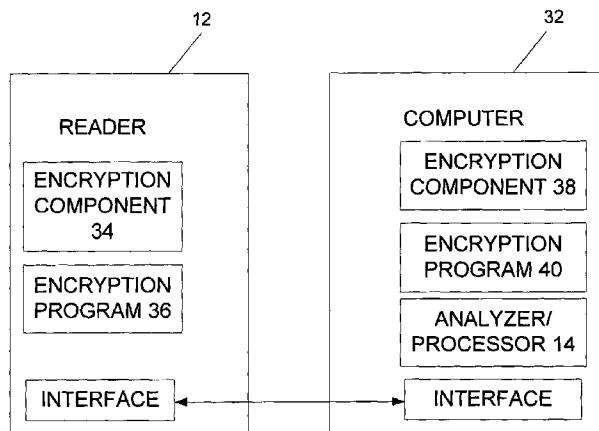 12
32
READER
COMPUTER
ENCRYPTION
COMPONENT
34
ENCRYPTION
COMPONENT 38
ENCRYPTION
PROGRAM 36
ENCRYPTION
PROGRAM 40
ANALYZER/
PROCESSOR 14
INTERFACE
INTERFACE